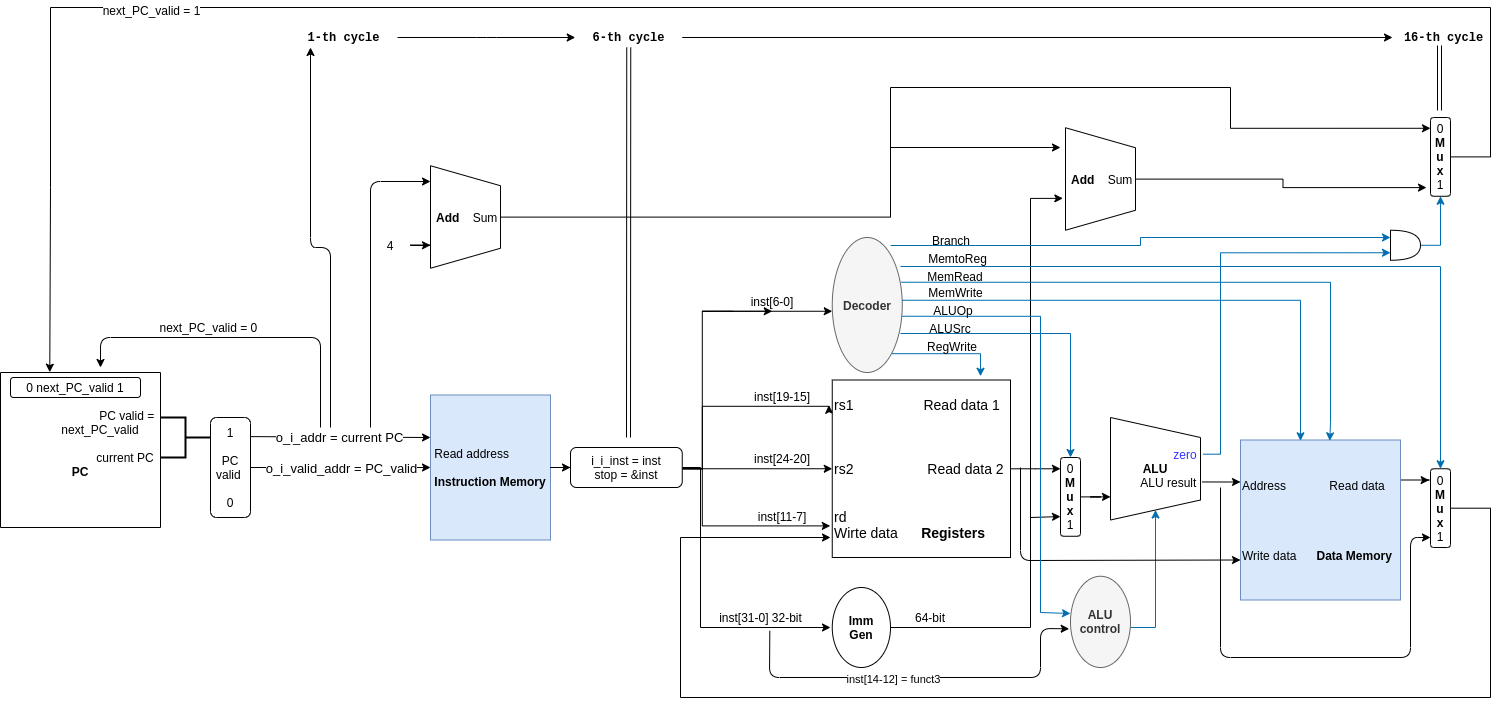 next_PC_valid = 1
1-th cycle
6-th cycle
16-th cycle
0
M
u
x
1
Add Sum
Add Sum
4
Branch
MemtoReg
MemRead
MemWrite
ALUOp
ALUSrc
RegWrite
Decoder
inst[6-0]
next_PC_valid = 0
0 next_PC_valid 1
PC valid =
next_PC_valid
current PC
PC
1
PC
valid
0
o_i_addr = current PC
o_i_valid_addr = PC_valid
Read address
Instruction Memory
i_i_inst = inst
stop = &inst
inst[19-15]
inst[24-20]
inst[11-7]
rs1
Read data 1
rs2
Read data 2
rd
Wirte data
Registers
0
M
u
x
1
zero
ALU
ALU result
Address
Read data
Write data
Data Memory
0
M
u
x
1
inst[31-0] 32-bit
Imm
Gen
64-bit
ALU
control
inst[14-12] = funct3